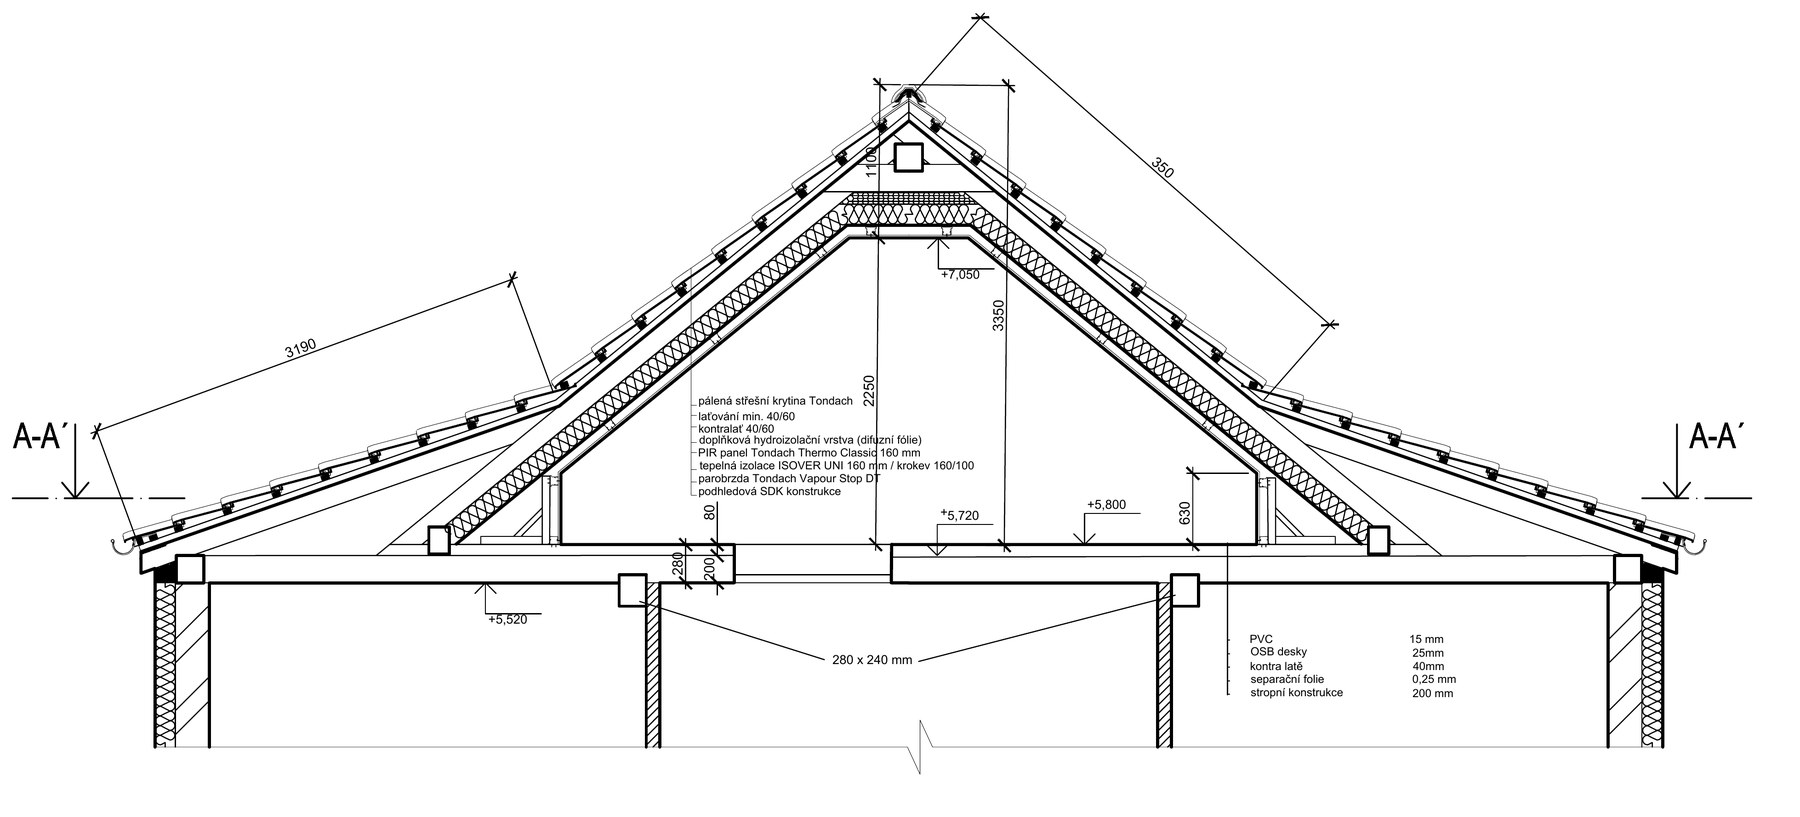 350
1100
+7,050
3350
3190
2250
A-A´
A-A´
pálená střešní krytina Tondach
laťování min. 40/60
kontralať 40/60
doplňková hydroizolační vrstva (difuzní fólie)
PIR panel Tondach Thermo Classic 160 mm
tepelná izolace ISOVER UNI 160 mm / krokev 160/100
parobrzda Tondach Vapour Stop DT
podhledová SDK konstrukce
80
+5,720
+5,800
630
280
200
+5,520
280 x 240 mm
PVC 15 mm
OSB desky 25mm
kontra latě 40mm
separační folie 0,25 mm
stropní konstrukce 200 mm